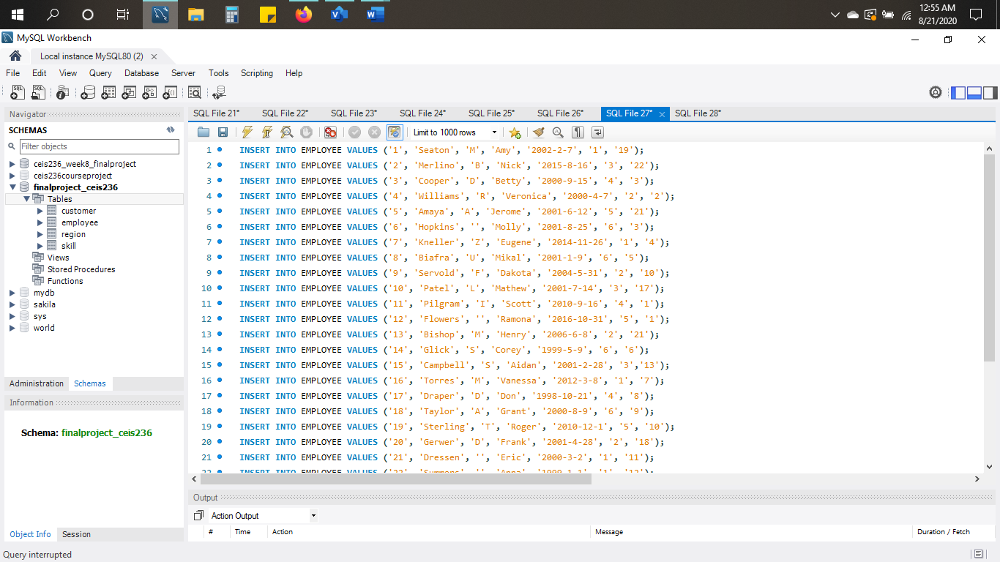 12:55 AM
8/21/2020
MySQL Workbench
Local instance MySQL80 (2)
File Edit View Query Database Server Tools Scripting Help
Navigator
SCHEMAS
Filter objects
ceis236_week8_finalproject
ceis236courseproject
finalproject_ceis236
Tables
customer
employee
region
skill
Views
Stored Procedures
Functions
mydb
sakila
sys
world
Administration Schemas
Information
Schema: finalproject_ceis236
Object Info Session
SQL File 21* SQL File 22* SQL File 23* SQL File 24* SQL File 25* SQL File 26* SQL File 27* SQL File 28*
Limit to 1000 rows
1 INSERT INTO EMPLOYEE VALUES ('1', 'Seaton', 'M', 'Amy', '2002-2-7', '1', '19');
2 INSERT INTO EMPLOYEE VALUES ('2', 'Merlino', 'B', 'Nick', '2015-8-16', '3', '22');
3 INSERT INTO EMPLOYEE VALUES ('3', 'Cooper', 'D', 'Betty', '2000-9-15', '4', '3');
4 INSERT INTO EMPLOYEE VALUES ('4', 'Williams', 'R', 'Veronica', '2000-4-7', '2', '2');
5 INSERT INTO EMPLOYEE VALUES ('5', 'Amaya', 'A', 'Jerome', '2001-6-12', '5', '21');
6 INSERT INTO EMPLOYEE VALUES ('6', 'Hopkins', '', 'Molly', '2001-8-25', '6', '3');
7 INSERT INTO EMPLOYEE VALUES ('7', 'Kneller', 'Z', 'Eugene', '2014-11-26', '1', '4');
8 INSERT INTO EMPLOYEE VALUES ('8', 'Biafra', 'U', 'Mikal', '2001-1-9', '6', '5');
9 INSERT INTO EMPLOYEE VALUES ('9', 'Servold', 'F', 'Dakota', '2004-5-31', '2', '10');
10 INSERT INTO EMPLOYEE VALUES ('10', 'Patel', 'L', 'Mathew', '2001-7-14', '3', '17');
11 INSERT INTO EMPLOYEE VALUES ('11', 'Pilgram', 'I', 'Scott', '2010-9-16', '4', '1');
12 INSERT INTO EMPLOYEE VALUES ('12', 'Flowers', '', 'Ramona', '2016-10-31', '5', '1');
13 INSERT INTO EMPLOYEE VALUES ('13', 'Bishop', 'M', 'Henry', '2006-6-8', '2', '21');
14 INSERT INTO EMPLOYEE VALUES ('14', 'Glick', 'S', 'Corey', '1999-5-9', '6', '6');
15 INSERT INTO EMPLOYEE VALUES ('15', 'Campbell', 'S', 'Aidan', '2001-2-28', '3','13');
16 INSERT INTO EMPLOYEE VALUES ('16', 'Torres', 'M', 'Vanessa', '2012-3-8', '1', '7');
17 INSERT INTO EMPLOYEE VALUES ('17', 'Draper', 'D', 'Don', '1998-10-21', '4', '8');
18 INSERT INTO EMPLOYEE VALUES ('18', 'Taylor', 'A', 'Grant', '2000-8-9', '6', '9');
19 INSERT INTO EMPLOYEE VALUES ('19', 'Sterling', 'T', 'Roger', '2010-12-1', '5', '10');
20 INSERT INTO EMPLOYEE VALUES ('20', 'Gerwer', 'D', 'Frank', '2001-4-28', '2', '18');
21 INSERT INTO EMPLOYEE VALUES ('21', 'Dressen', '', 'Eric', '2000-3-2', '1', '11');
22 INSERT INTO EMPLOYEE VALUES ('22', 'Summers', '', 'Anna', '1999-1-1', '1', '12');
Output
Action Output
# Time Action Message Duration / Fetch
Query interrupted